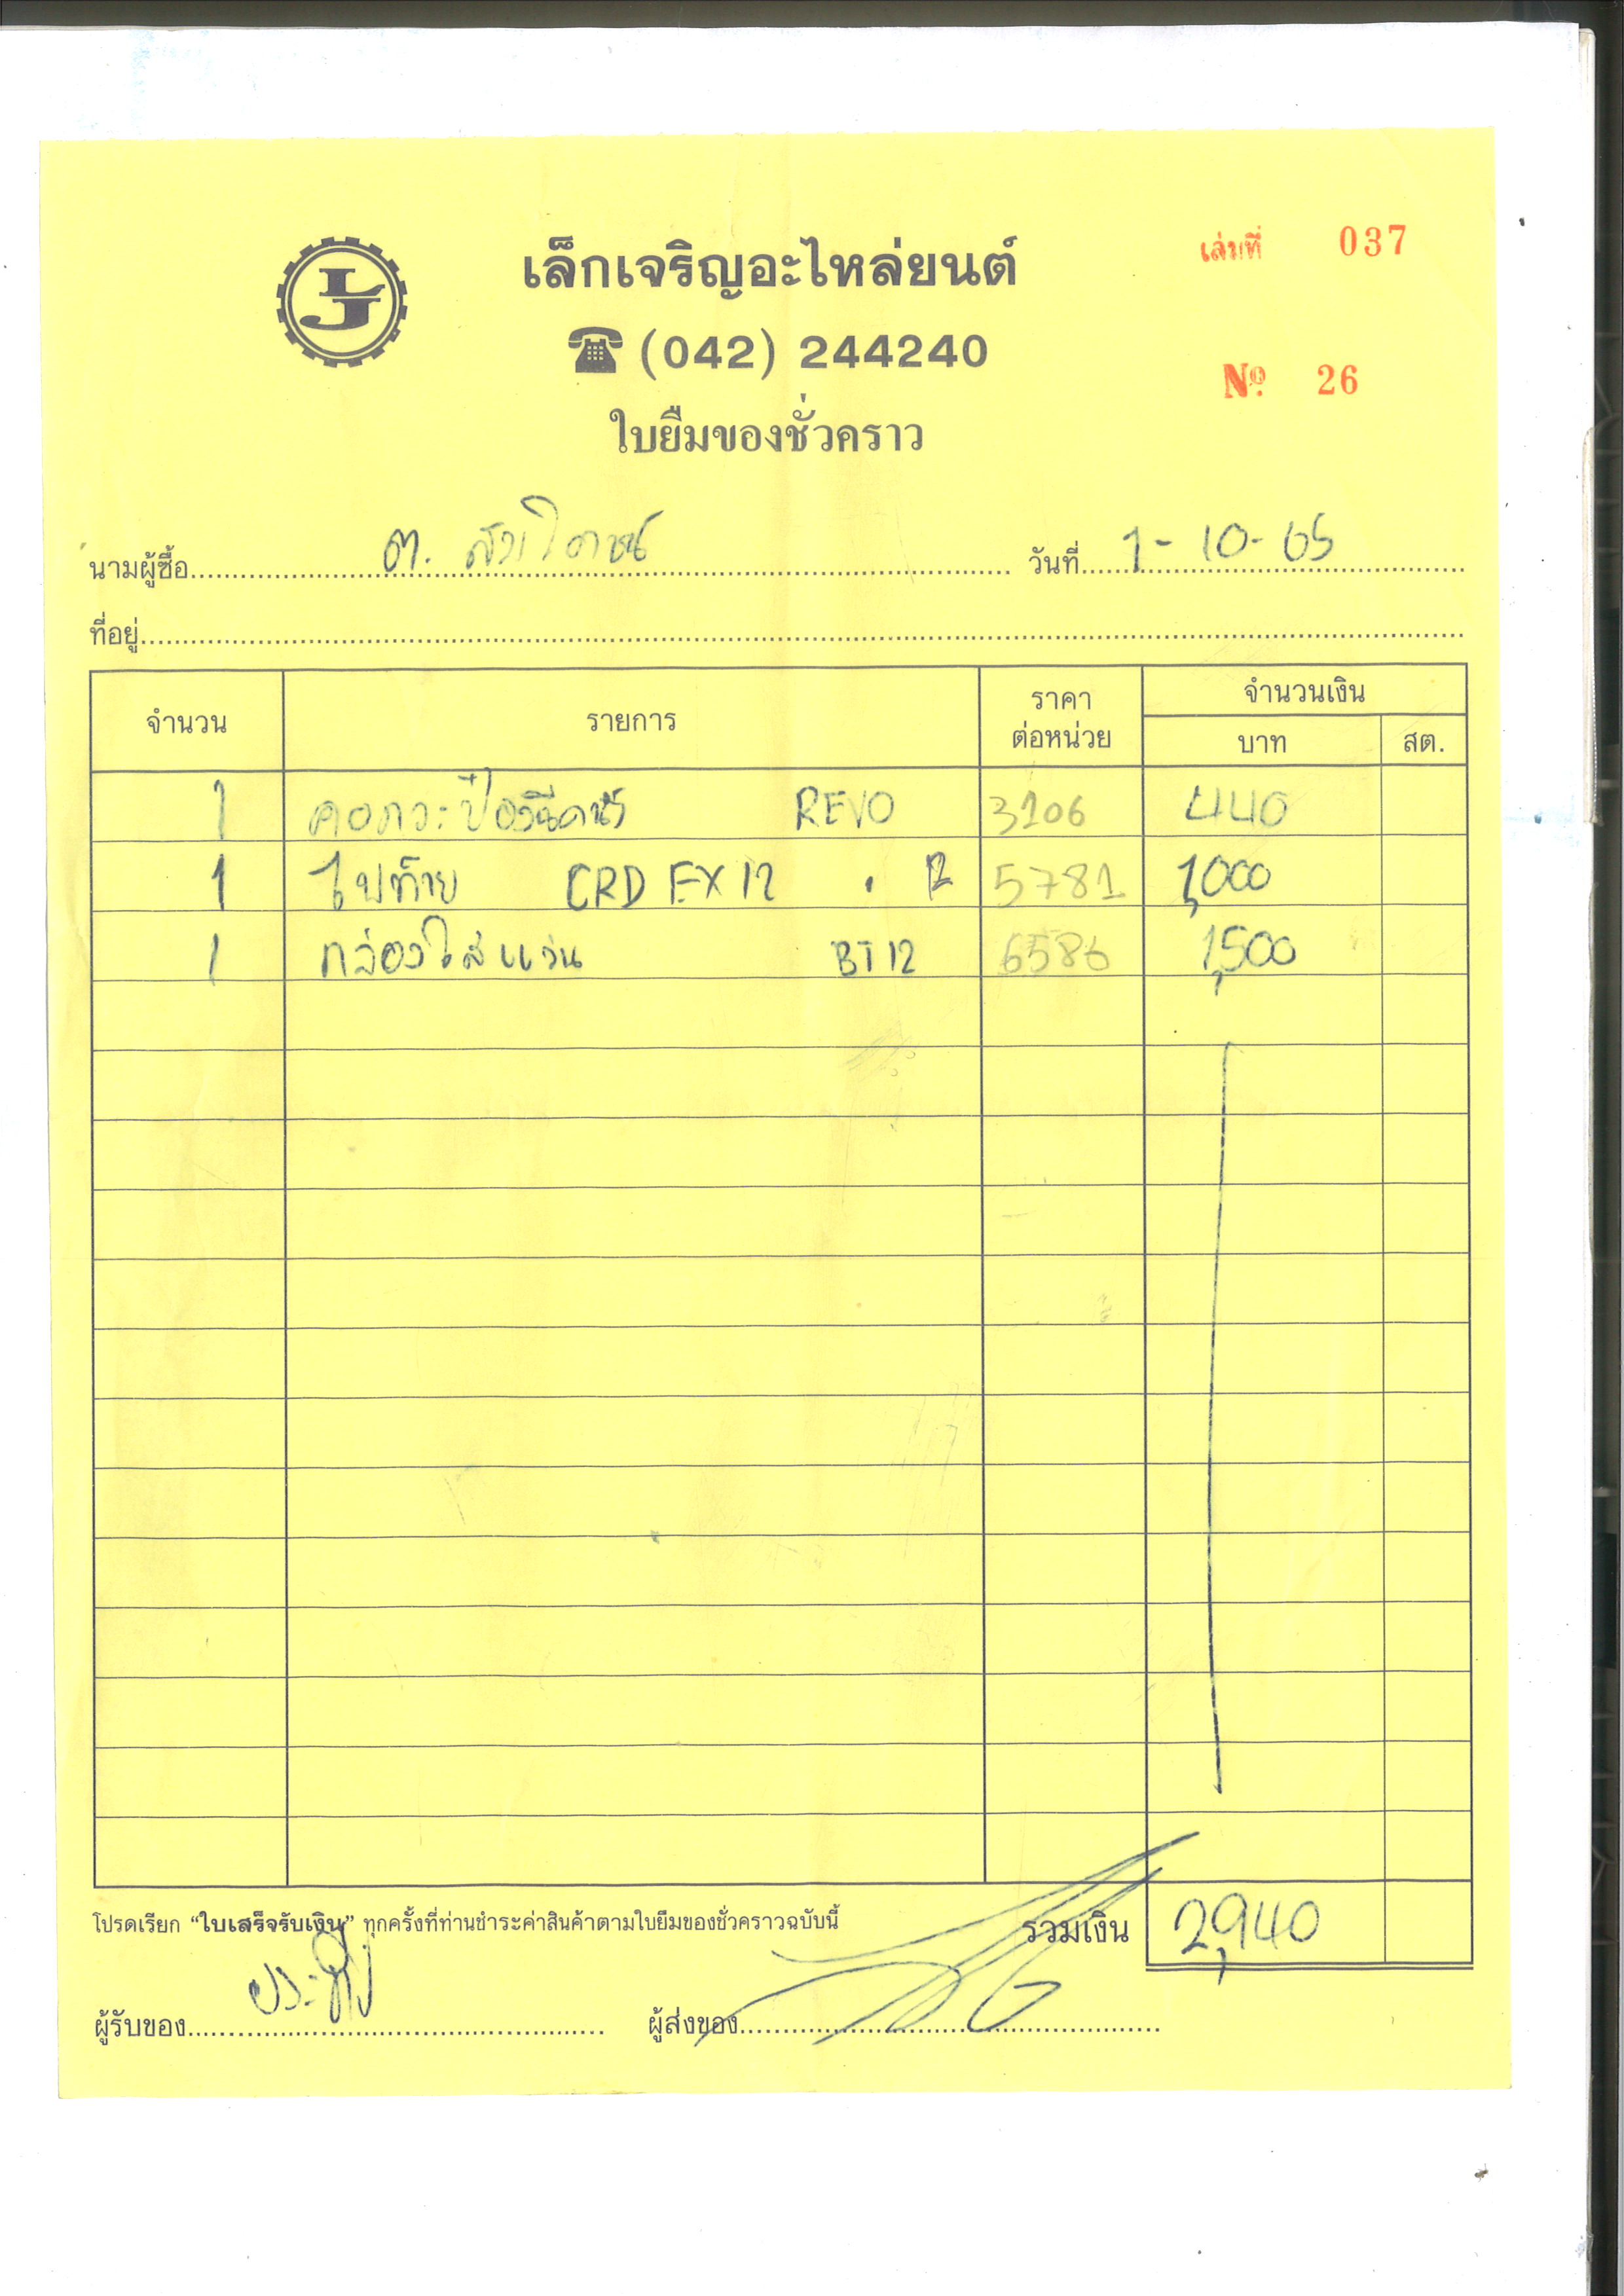 เล็กเจริญอะไหล่ยนต์
เล่มที่ 037
(042) 244240
Nº 26
ใบยืมของชั่วคราว
นามผู้ซื้อ ต. วันที่ 1-10-65
ที่อยู่
จำนวน รายการ ราคาต่อหน่วย จำนวนเงิน
บาท สต.
1 คอกระป๋องฉีดน้ำ REVO 3106 440
1 ไฟท้าย CRD FX12 . R 5781 1,000
1 กล่องใส่แว่น BT12 6586 1,500
โปรดเรียก “ใบเสร็จรับเงิน” ทุกครั้งที่ท่านชำระค่าสินค้าตามใบยืมของชั่วคราวฉบับนี้ รวมเงิน 2,940
ผู้รับของ ผู้ส่งของ